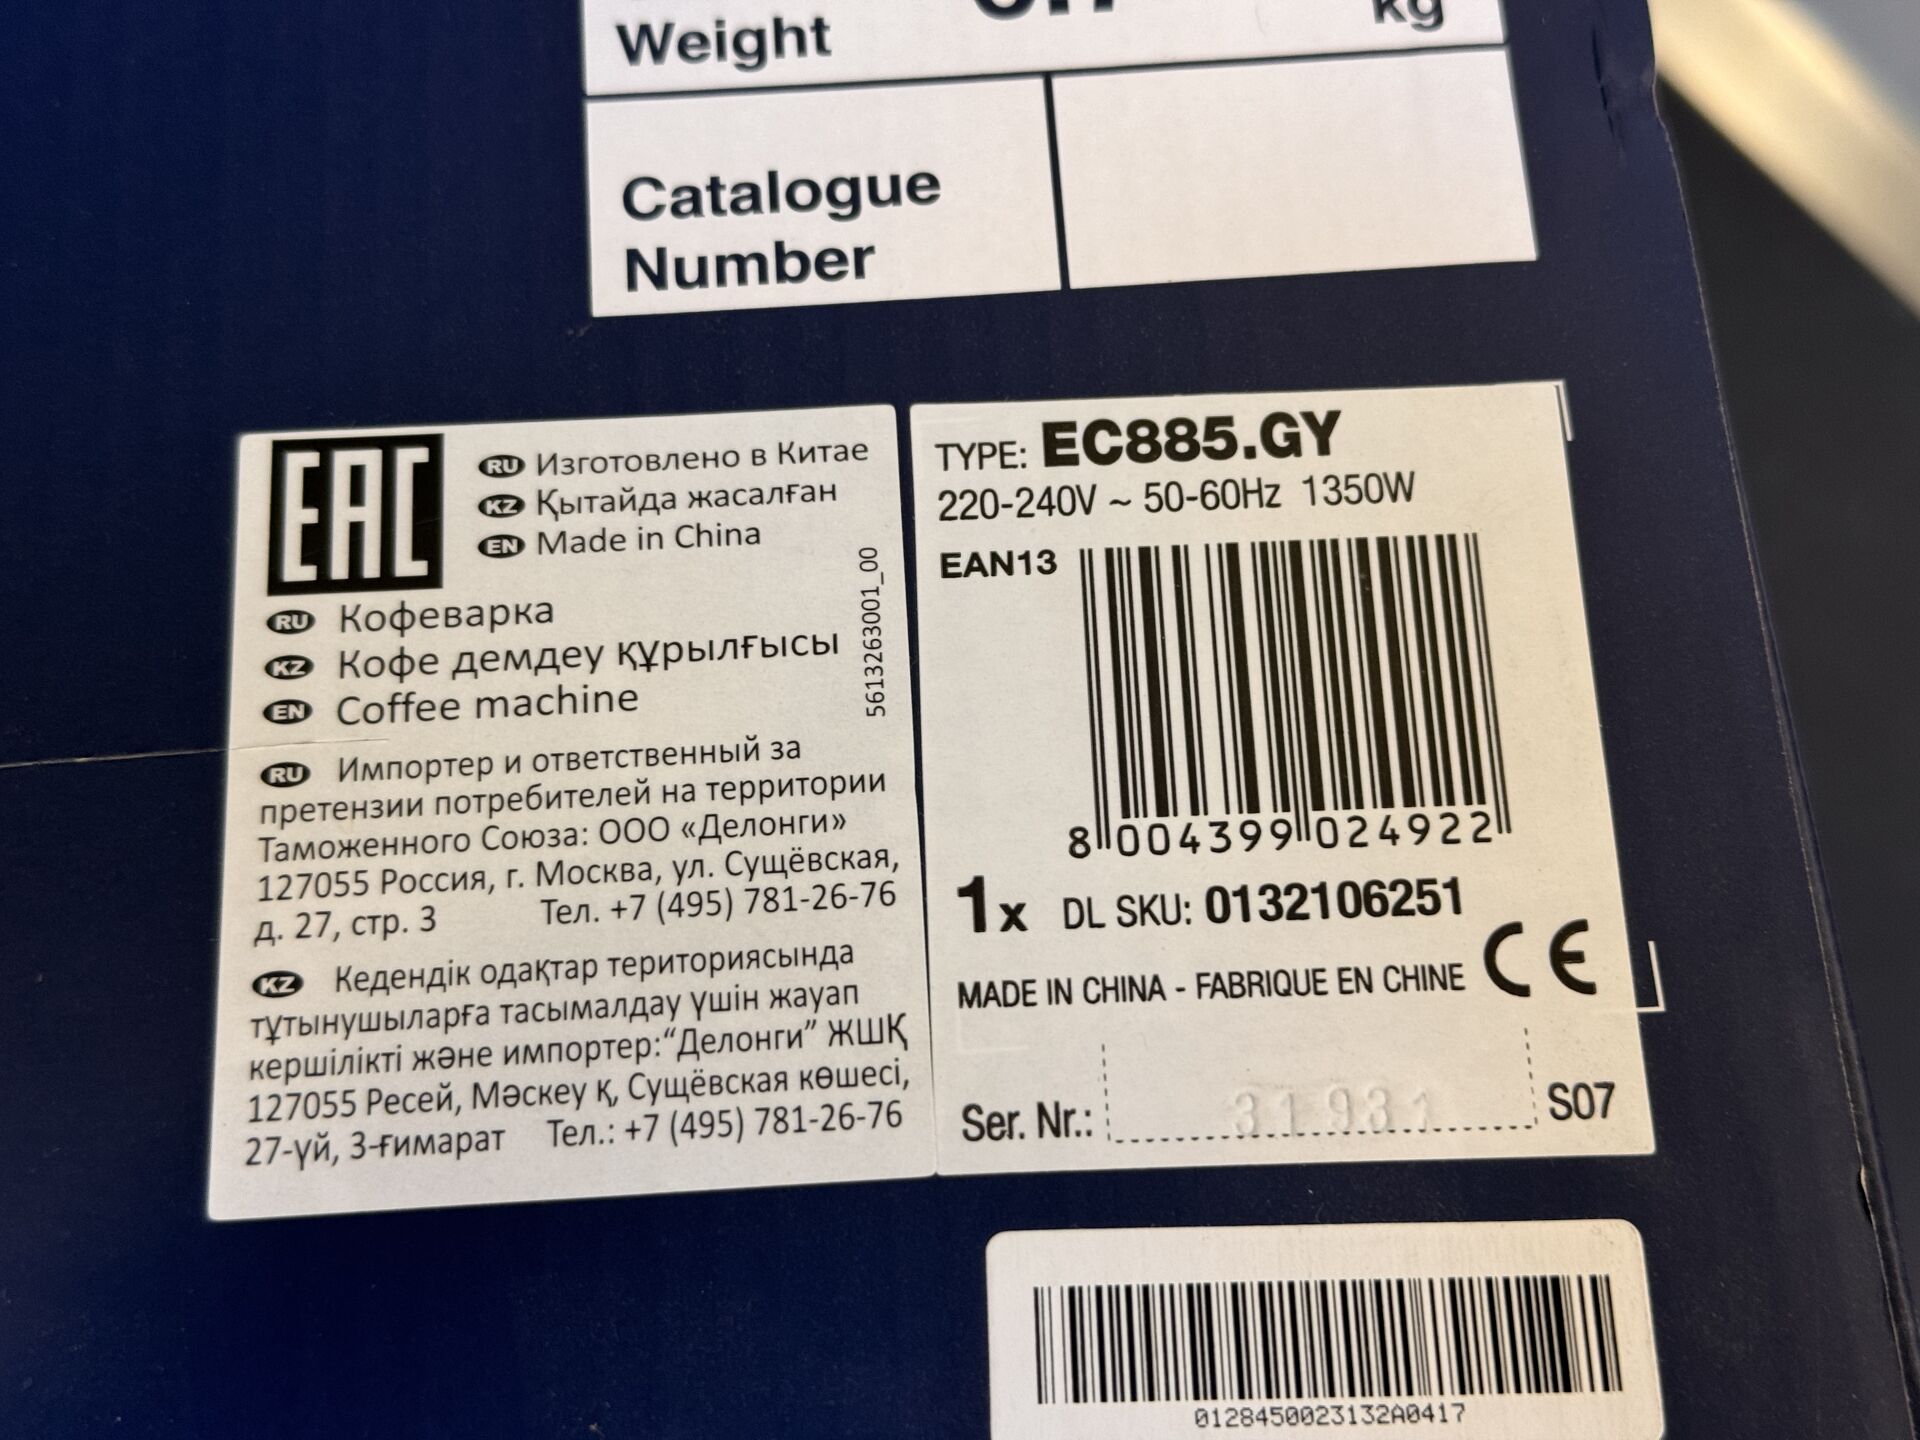 Weight kg
Catalogue
Number
EAC
RU Изготовлено в Китае
KZ Қытайда жасалған
EN Made in China
RU Кофеварка
KZ Кофе демдеу құрылғысы
EN Coffee machine
5613263001_00
RU Импортер и ответственный за
претензии потребителей на территории
Таможенного Союза: ООО «Делонги»
127055 Россия, г. Москва, ул. Сущёвская,
д. 27, стр. 3 Тел. +7 (495) 781-26-76
KZ Кедендік одақтар териториясында
тұтынушыларға тасымалдау үшін жауап
кершілікті және импортер:“Делонги” ЖШҚ
127055 Ресей, Мәскеу қ, Сущёвская көшесі,
27-үй, 3-ғимарат Тел.: +7 (495) 781-26-76
TYPE: EC885.GY
220-240V ~ 50-60Hz 1350W
EAN13
8 004399 024922
1x DL SKU: 0132106251
MADE IN CHINA - FABRIQUE EN CHINE CE
Ser. Nr.: 31931 S07
0128450023132A0417